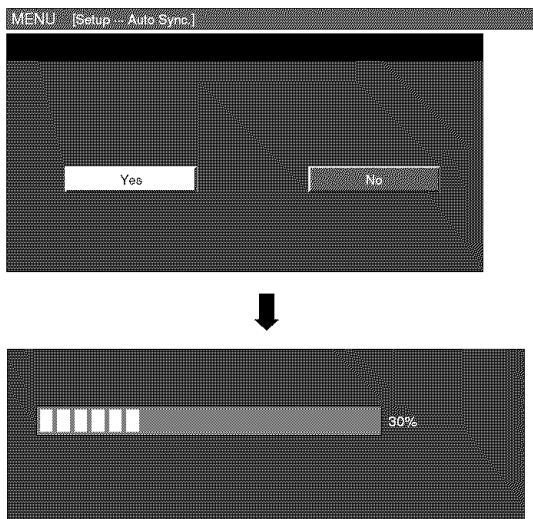 MENU [Setup --- Auto Sync.]
Yes No
30%